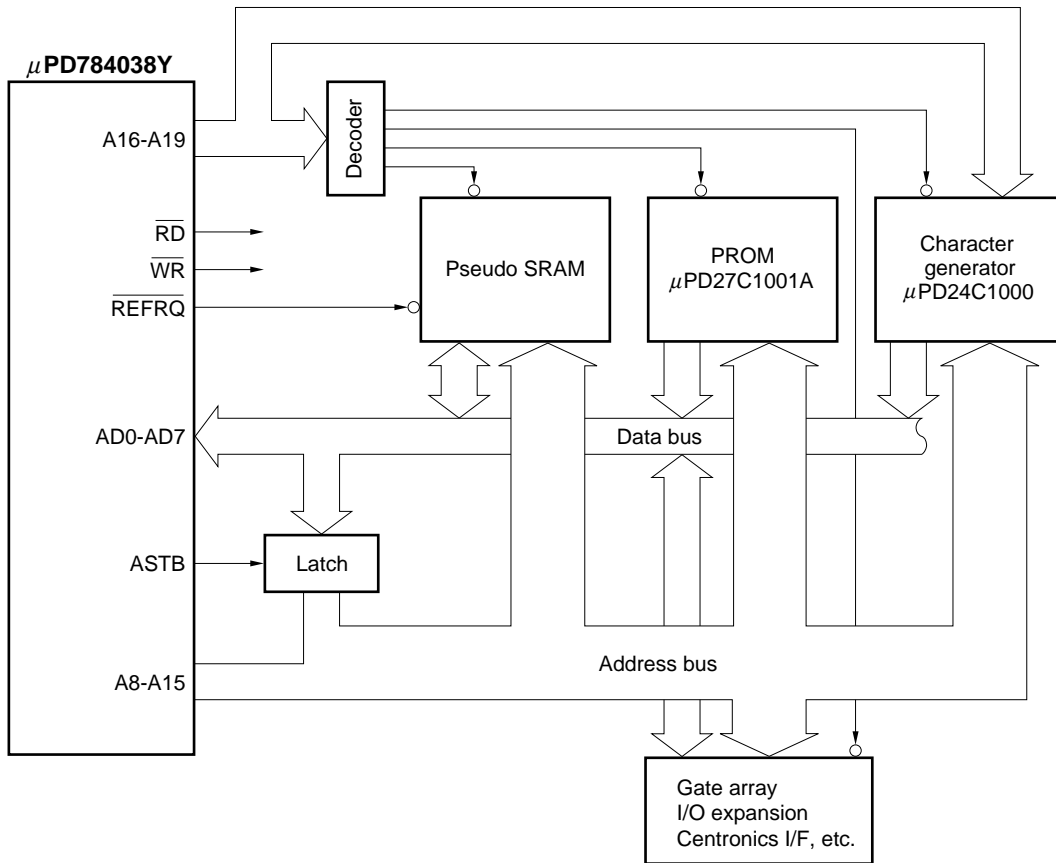 μPD784038Y
A16-A19
Decoder
RD
WR
REFRQ
Pseudo SRAM
PROM
μPD27C1001A
Character
generator
μPD24C1000
AD0-AD7
Data bus
ASTB
Latch
Address bus
A8-A15
Gate array
I/O expansion
Centronics I/F, etc.